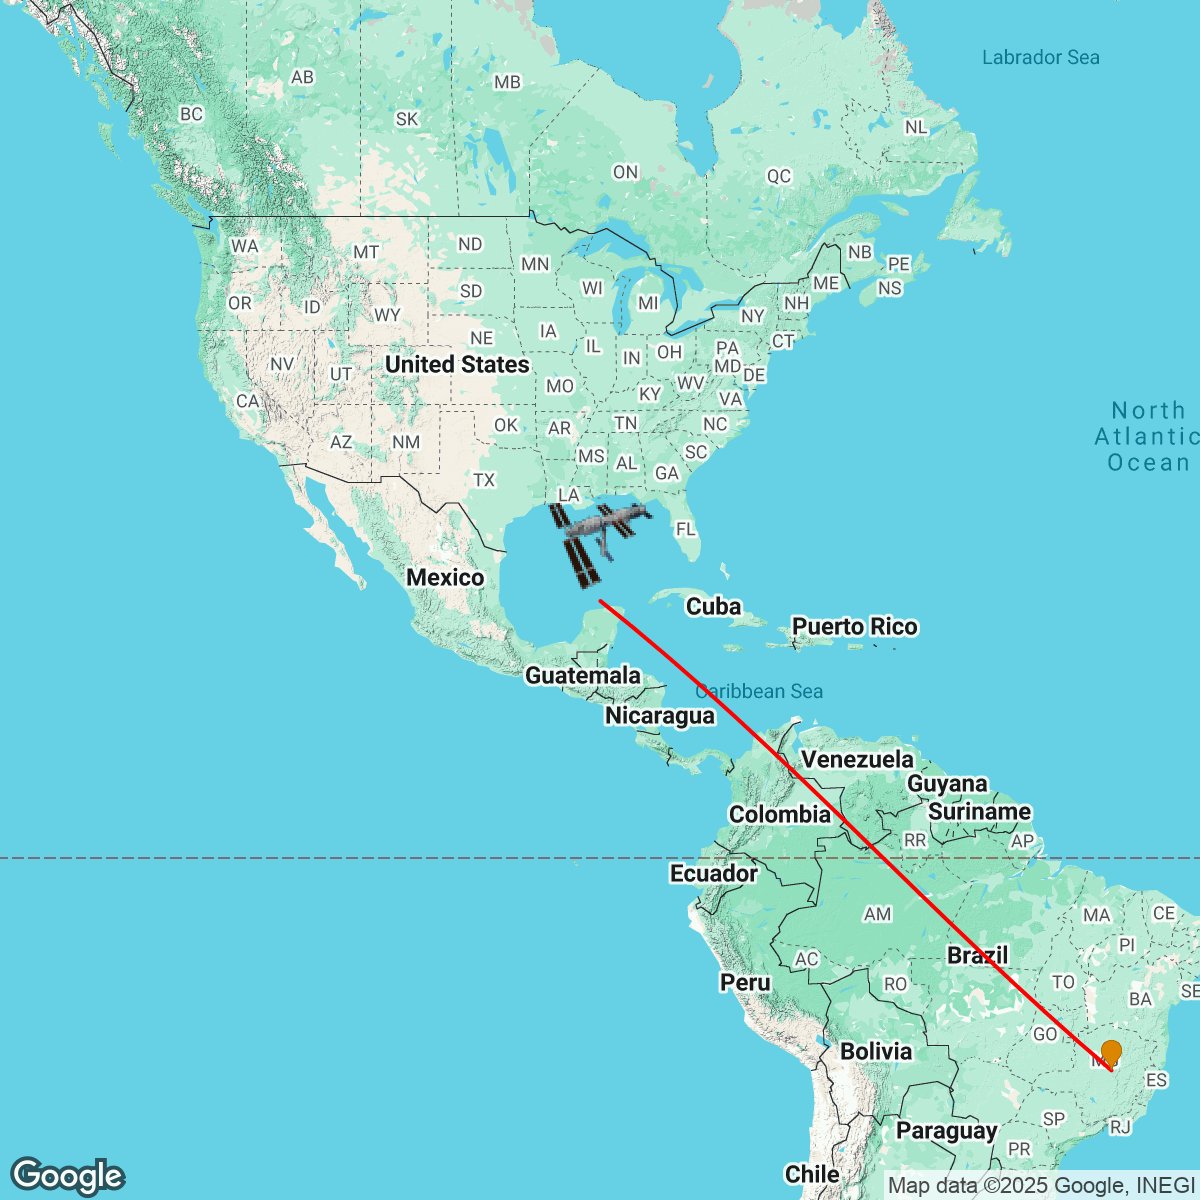 Labrador Sea
AB
MB
BC
SK
NL
ON
QC
WA
MT
ND
MN
NB
PE
NS
ME
OR
ID
WY
SD
WI
MI
NY
NH
NE
IA
IL
IN
OH
PA
CT
NV
UT
United States
MO
KY
WV
MD
DE
VA
CA
AZ
NM
OK
AR
TN
NC
SC
MS
AL
GA
TX
LA
FL
North
Atlantic
Ocean
Mexico
Cuba
Puerto Rico
Guatemala
Caribbean Sea
Nicaragua
Venezuela
Guyana
Suriname
Colombia
RR
AP
Ecuador
AM
MA
CE
PI
Brazil
AC
RO
TO
BA
SE
Peru
GO
Bolivia
ES
SP
RJ
Paraguay
PR
Chile
Google
Map data ©2025 Google, INEGI